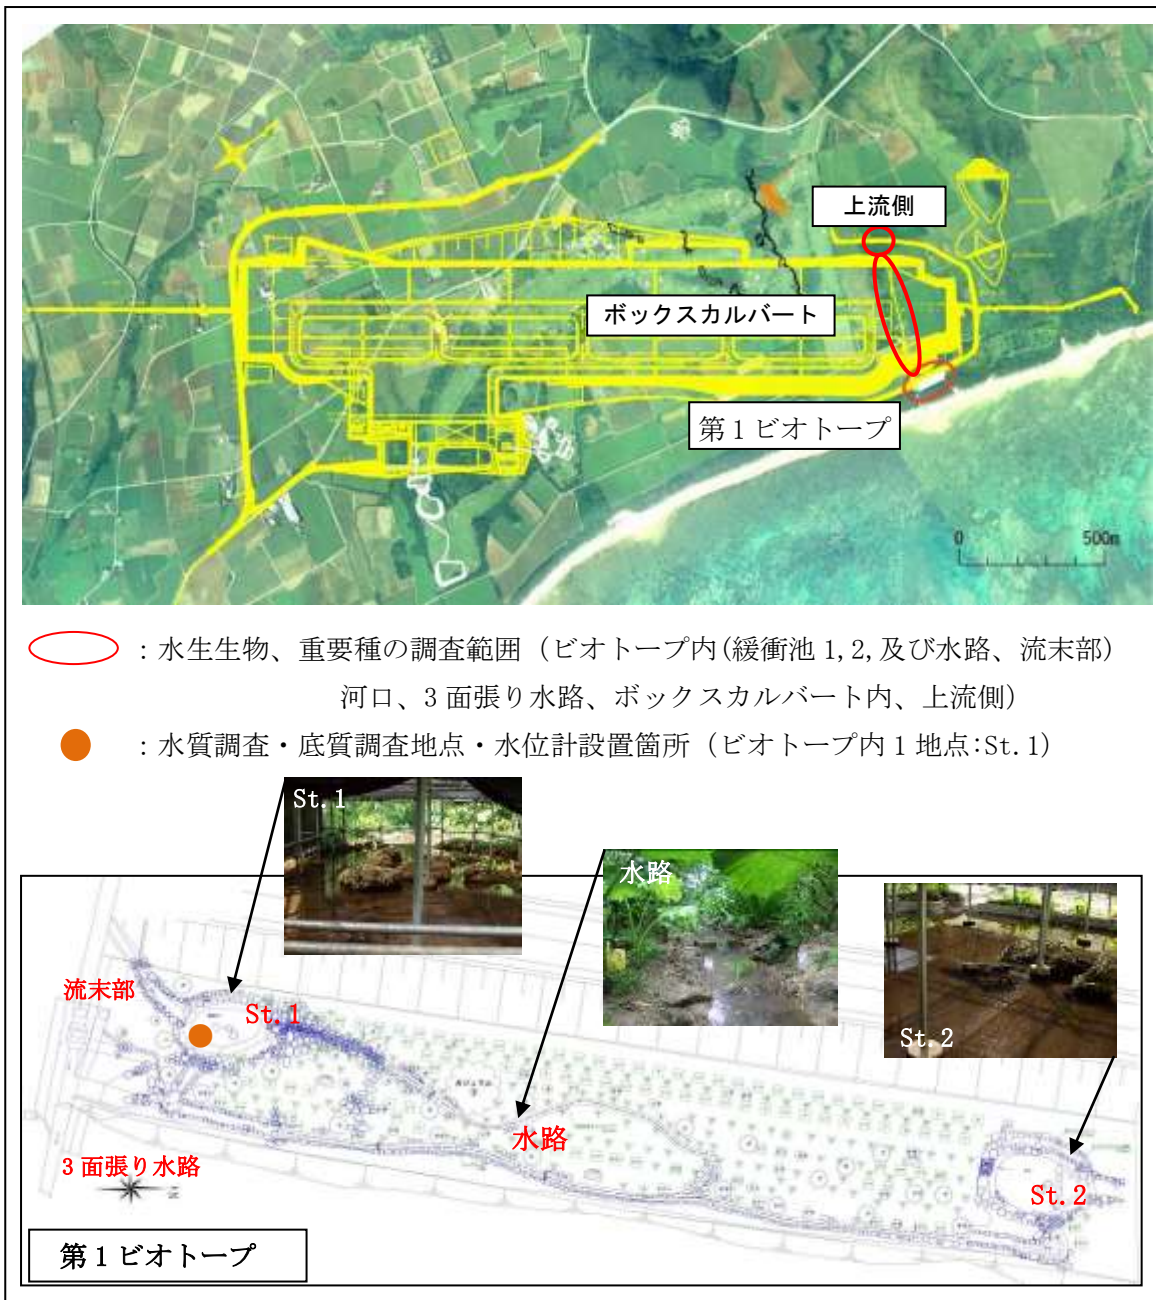 上流側
ボックスカルバート
第1ビオトープ
0 500m
：水生生物、重要種の調査範囲（ビオトープ内(緩衝池 1, 2, 及び水路、流末部）
河口、3 面張り水路、ボックスカルバート内、上流側）
：水質調査・底質調査地点・水位計設置箇所（ビオトープ内 1 地点:St. 1）
St. 1
水路
St. 2
流末部
St. 1
水路
3 面張り水路
St. 2
第1ビオトープ